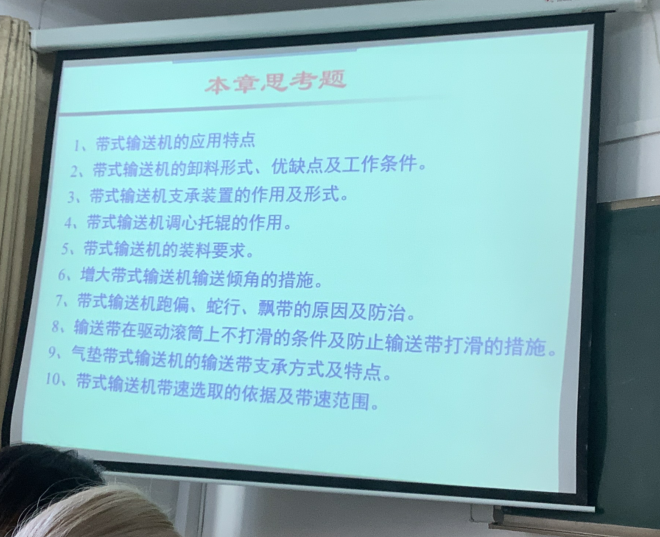 本章思考题
1、带式输送机的应用特点
2、带式输送机的卸料形式、优缺点及工作条件。
3、带式输送机支承装置的作用及形式。
4、带式输送机调心托辊的作用。
5、带式输送机的装料要求。
6、增大带式输送机输送倾角的措施。
7、带式输送机跑偏、蛇行、飘带的原因及防治。
8、输送带在驱动滚筒上不打滑的条件及防止输送带打滑的措施。
9、气垫带式输送机的输送带支承方式及特点。
10、带式输送机带速选取的依据及带速范围。